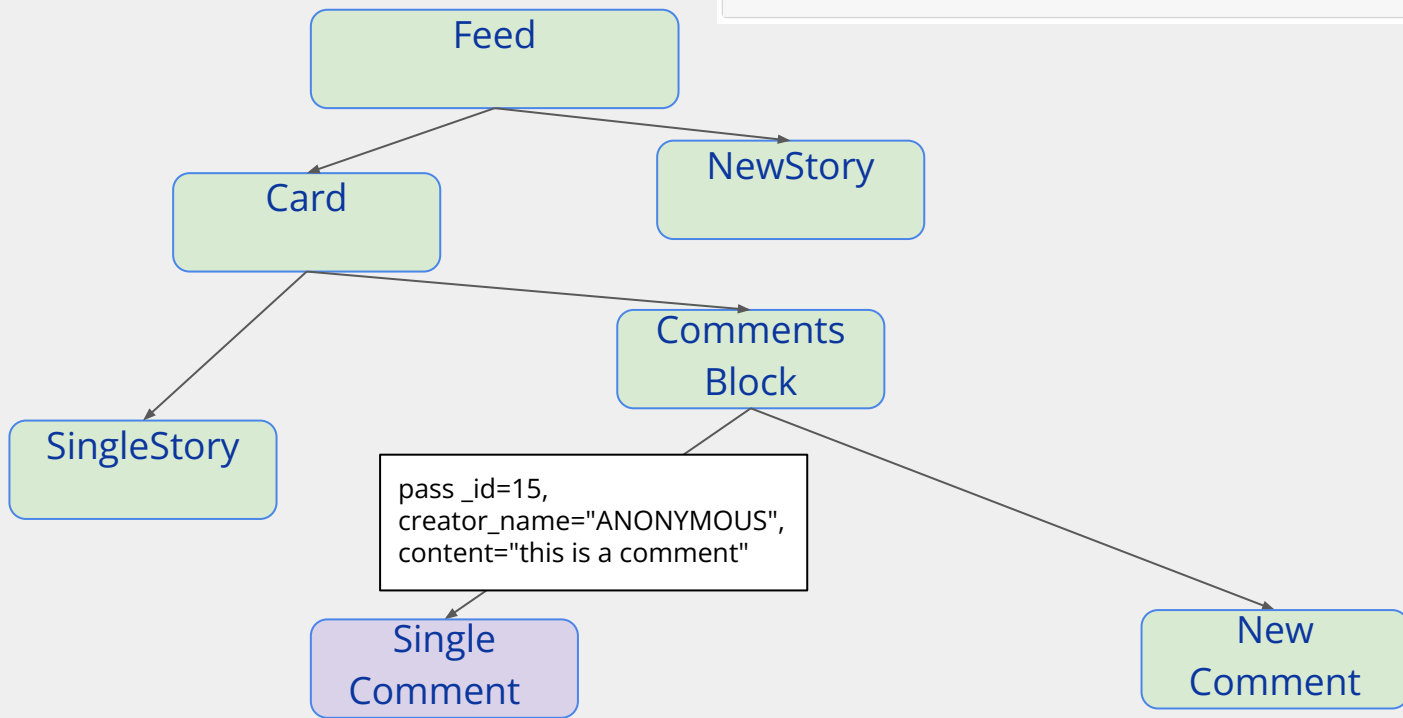 Feed
NewStory
Card
Comments
Block
SingleStory
pass _id=15,
creator_name="ANONYMOUS",
content="this is a comment"
Single
Comment
New
Comment